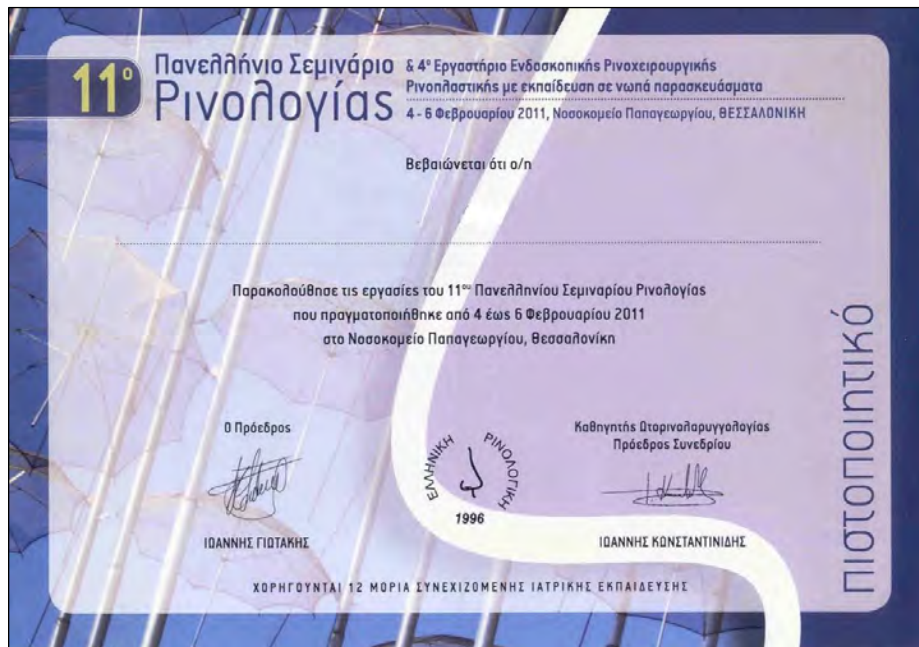 11º
Πανελλήνιο Σεμινάριο
Ρινολογίας
& 4º Εργαστήριο Ενδοσκοπικής Ρινοχειρουργικής
Ρινοπλαστικής με εκπαίδευση σε νωπά παρασκευάσματα
4 - 6 Φεβρουαρίου 2011, Νοσοκομείο Παπαγεωργίου, ΘΕΣΣΑΛΟΝΙΚΗ
Βεβαιώνεται ότι ο/η
Παρακολούθησε τις εργασίες του 11ου Πανελληνίου Σεμιναρίου Ρινολογίας
που πραγματοποιήθηκε από 4 έως 6 Φεβρουαρίου 2011
στο Νοσοκομείο Παπαγεωργίου, Θεσσαλονίκη
Πιστοποιητικό
Ο Πρόεδρος
ΙΩΑΝΝΗΣ ΓΙΩΤΑΚΗΣ
ΕΛΛΗΝΙΚΗ ΡΙΝΟΛΟΓΙΚΗ
1996
Καθηγητής Ωτορινολαρυγγολογίας
Πρόεδρος Συνεδρίου
ΙΩΑΝΝΗΣ ΚΩΝΣΤΑΝΤΙΝΙΔΗΣ
ΧΟΡΗΓΟΥΝΤΑΙ 12 ΜΟΡΙΑ ΣΥΝΕΧΙΖΟΜΕΝΗΣ ΙΑΤΡΙΚΗΣ ΕΚΠΑΙΔΕΥΣΗΣ